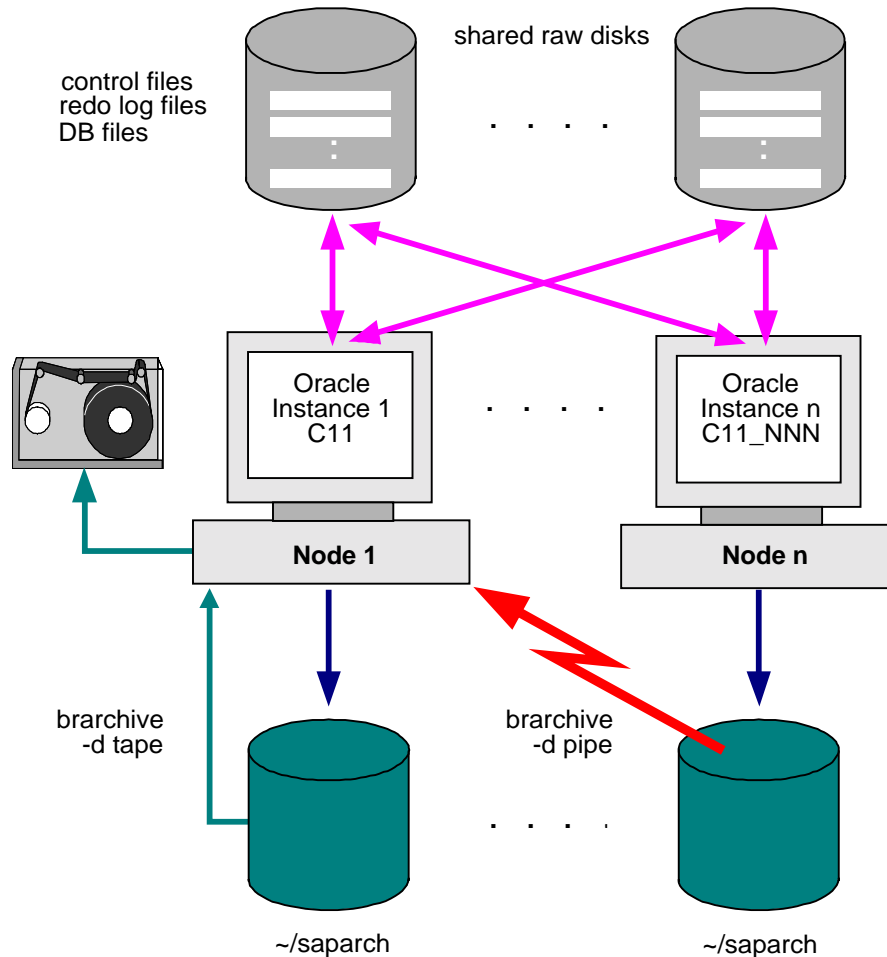 shared raw disks
control files
redo log files
DB files
. . . .
Oracle
Instance 1
C11
. . . .
Oracle
Instance n
C11_NNN
Node 1
Node n
brarchive
-d tape
brarchive
-d pipe
. . . .
~/saparch
~/saparch